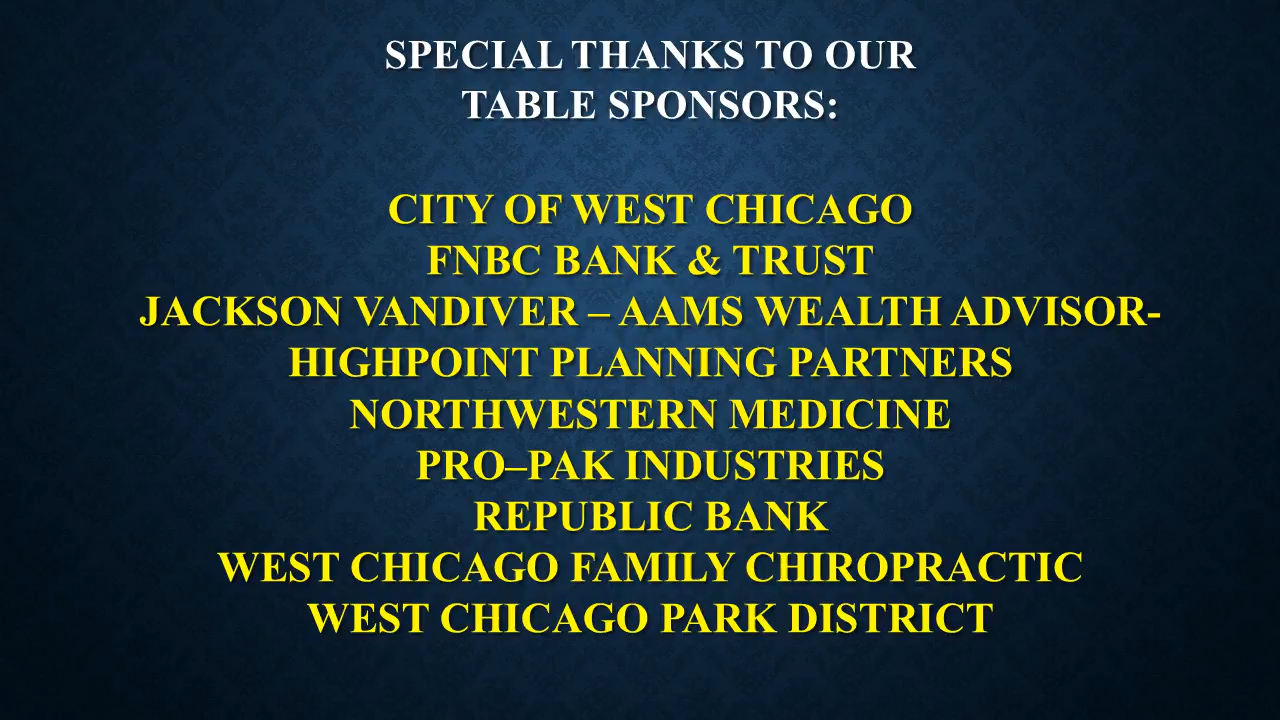 SPECIAL THANKS TO OUR
TABLE SPONSORS:
CITY OF WEST CHICAGO
FNBC BANK & TRUST
JACKSON VANDIVER – AAMS WEALTH ADVISOR-
HIGHPOINT PLANNING PARTNERS
NORTHWESTERN MEDICINE
PRO–PAK INDUSTRIES
REPUBLIC BANK
WEST CHICAGO FAMILY CHIROPRACTIC
WEST CHICAGO PARK DISTRICT